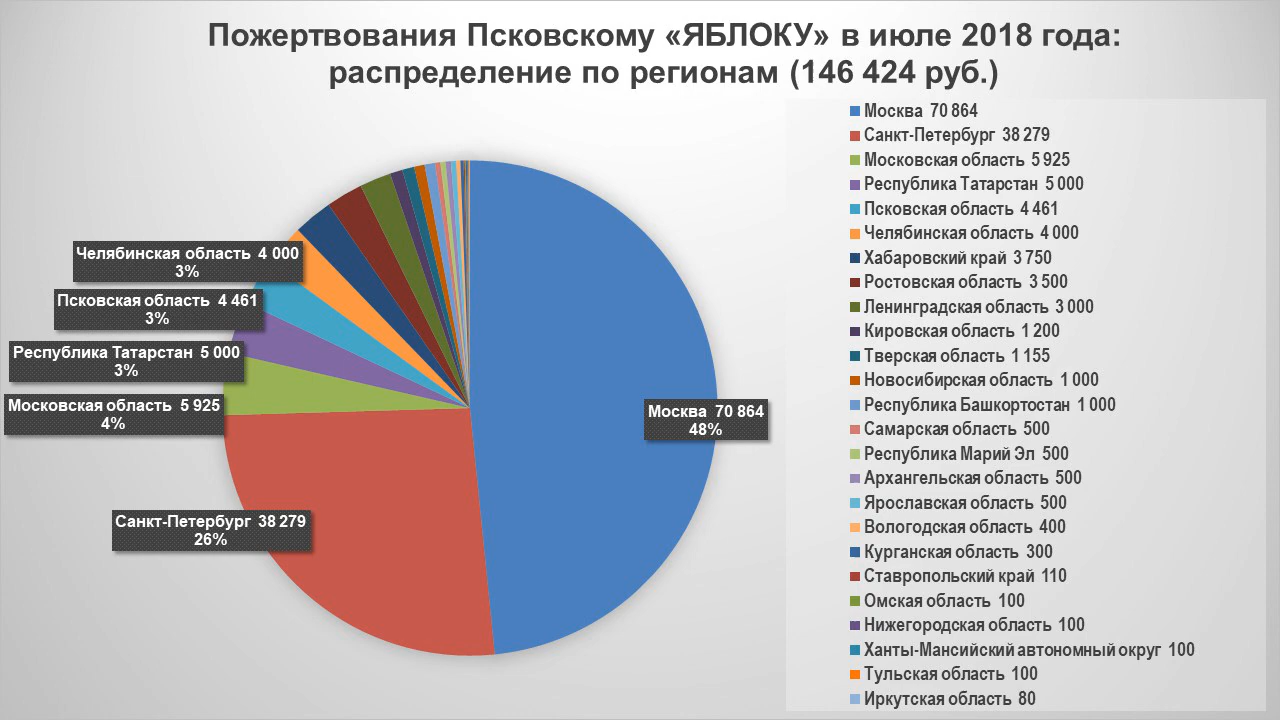 Пожертвования Псковскому «ЯБЛОКУ» в июле 2018 года:
распределение по регионам (146 424 руб.)
Москва 70 864
Санкт-Петербург 38 279
Московская область 5 925
Республика Татарстан 5 000
Псковская область 4 461
Челябинская область 4 000
Хабаровский край 3 750
Ростовская область 3 500
Ленинградская область 3 000
Кировская область 1 200
Тверская область 1 155
Новосибирская область 1 000
Республика Башкортостан 1 000
Самарская область 500
Республика Марий Эл 500
Архангельская область 500
Ярославская область 500
Вологодская область 400
Курганская область 300
Ставропольский край 110
Омская область 100
Нижегородская область 100
Ханты-Мансийский автономный округ 100
Тульская область 100
Иркутская область 80
Челябинская область 4 000
3%
Псковская область 4 461
3%
Республика Татарстан 5 000
3%
Московская область 5 925
4%
Москва 70 864
48%
Санкт-Петербург 38 279
26%